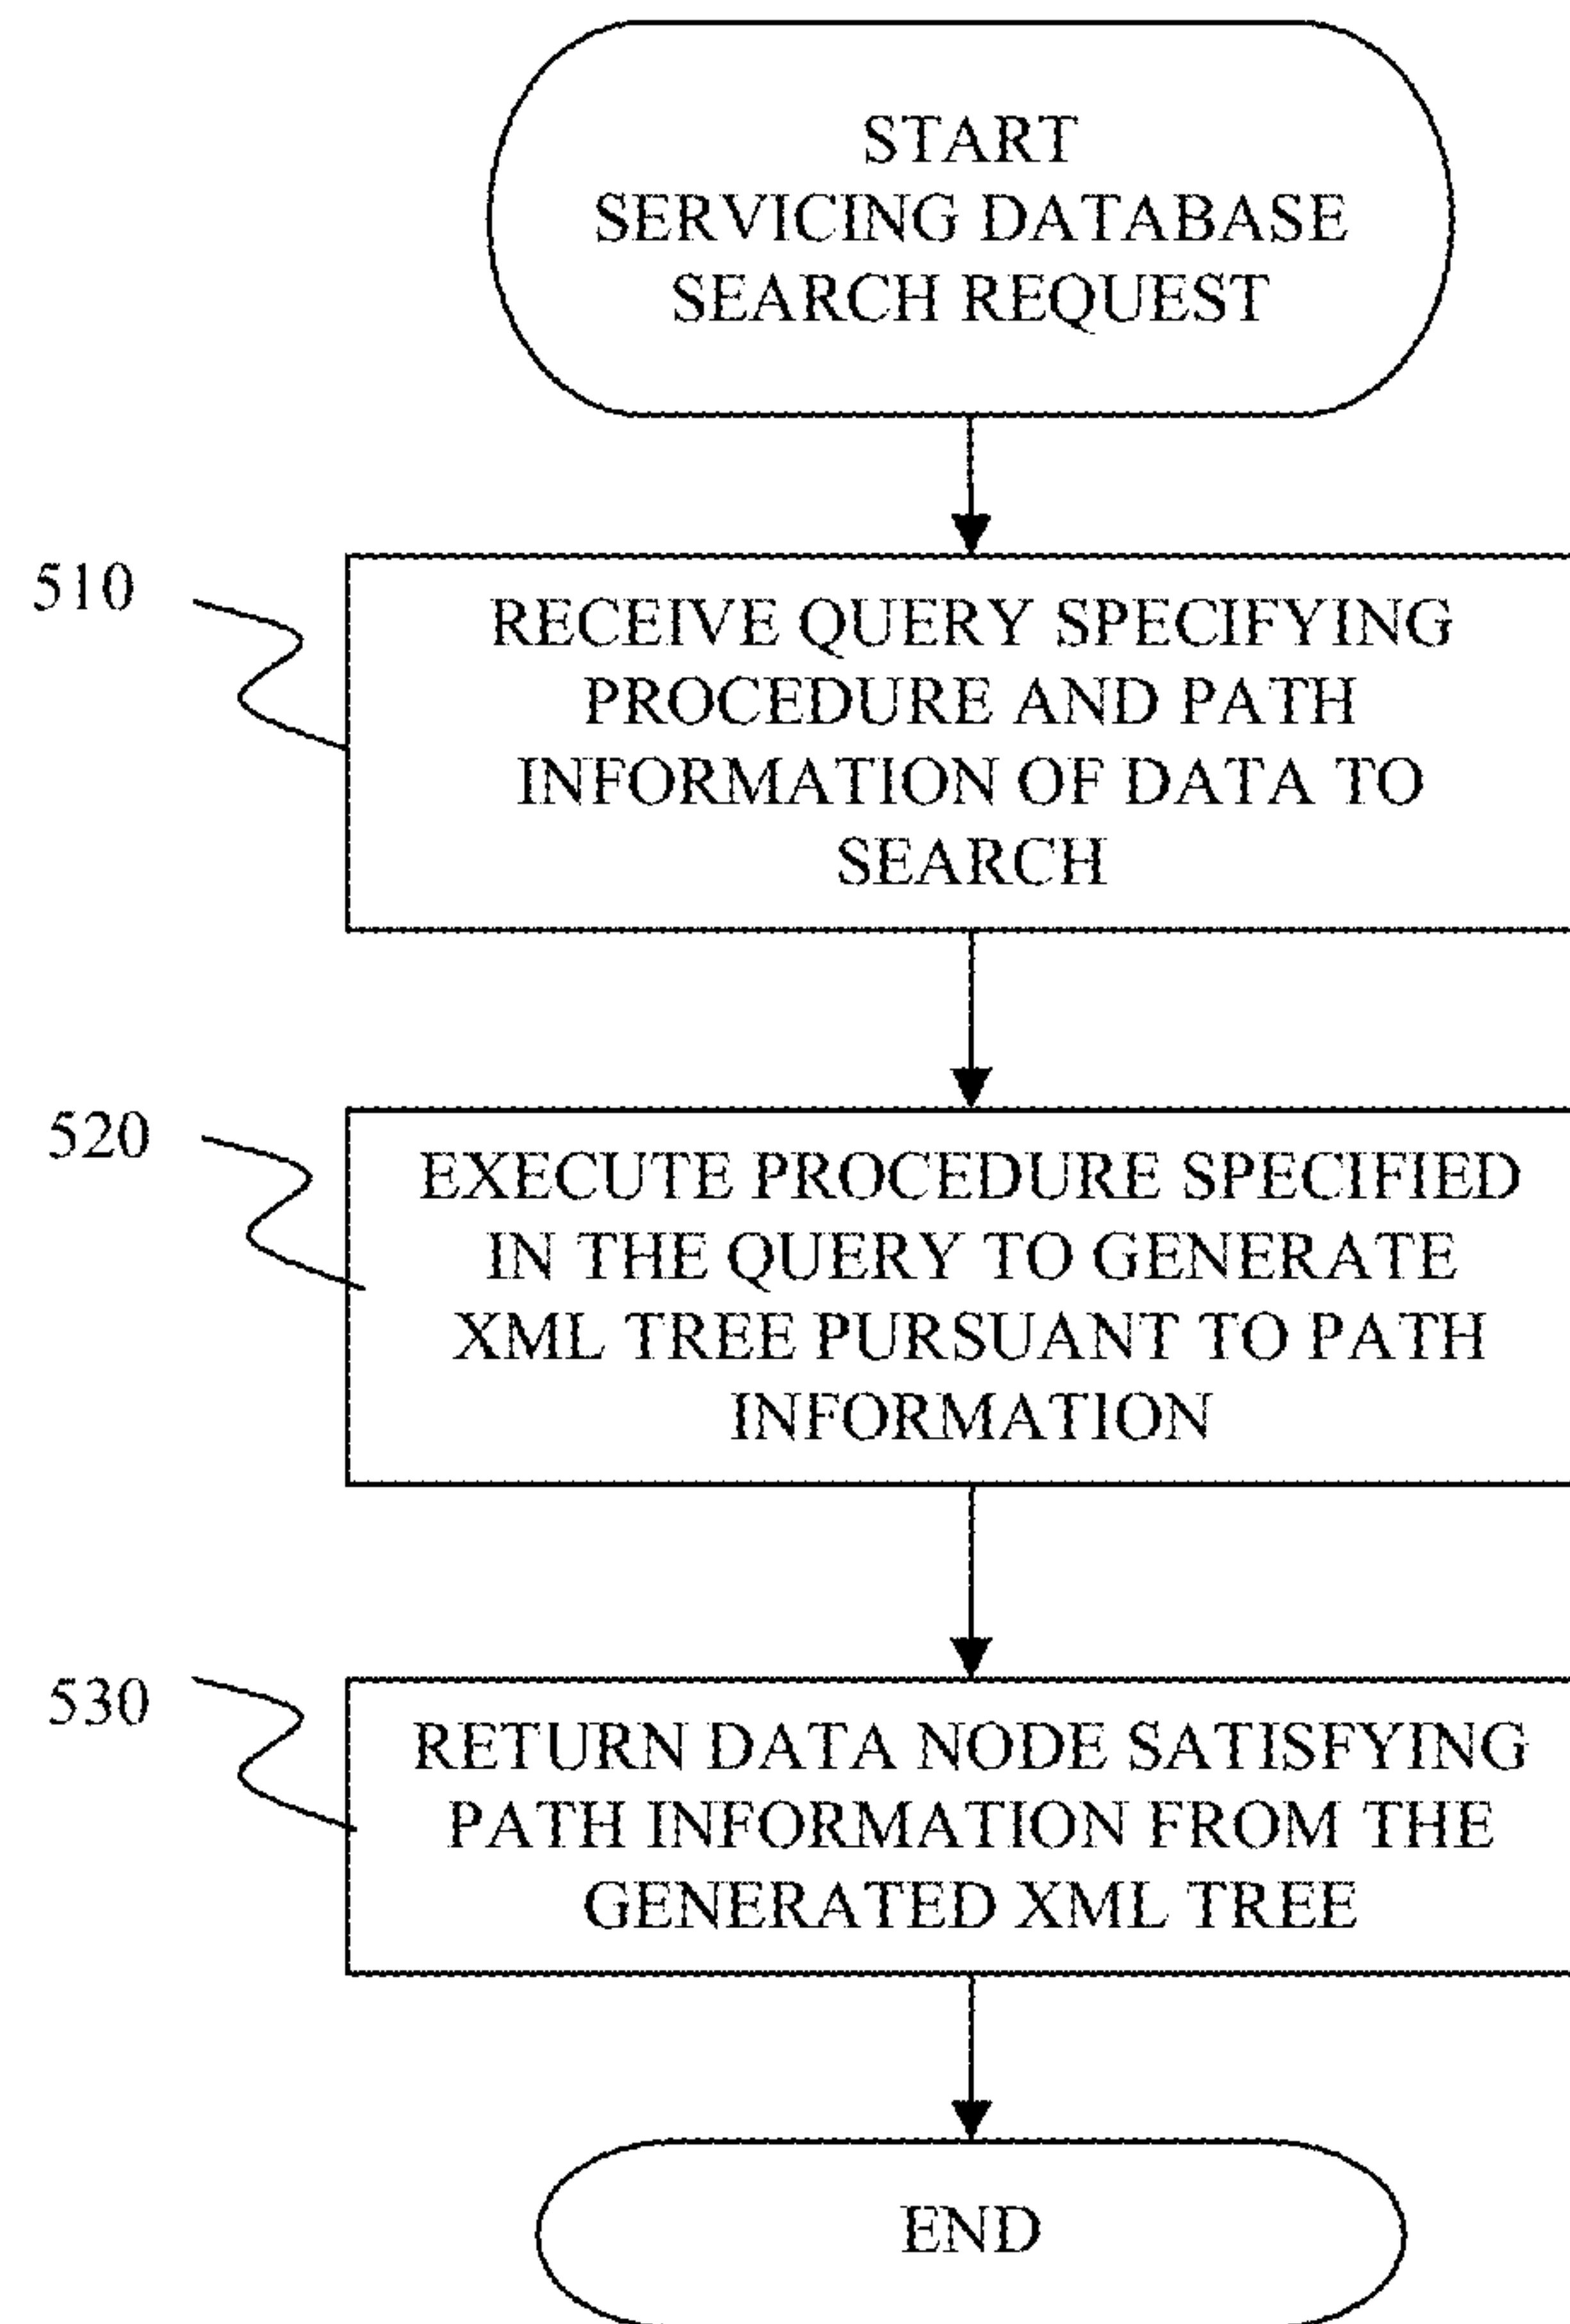 START
SERVICING DATABASE
SEARCH REQUEST
510
RECEIVE QUERY SPECIFYING
PROCEDURE AND PATH
INFORMATION OF DATA TO
SEARCH
520
EXECUTE PROCEDURE SPECIFIED
IN THE QUERY TO GENERATE
XML TREE PURSUANT TO PATH
INFORMATION
530
RETURN DATA NODE SATISFYING
PATH INFORMATION FROM THE
GENERATED XML TREE
END